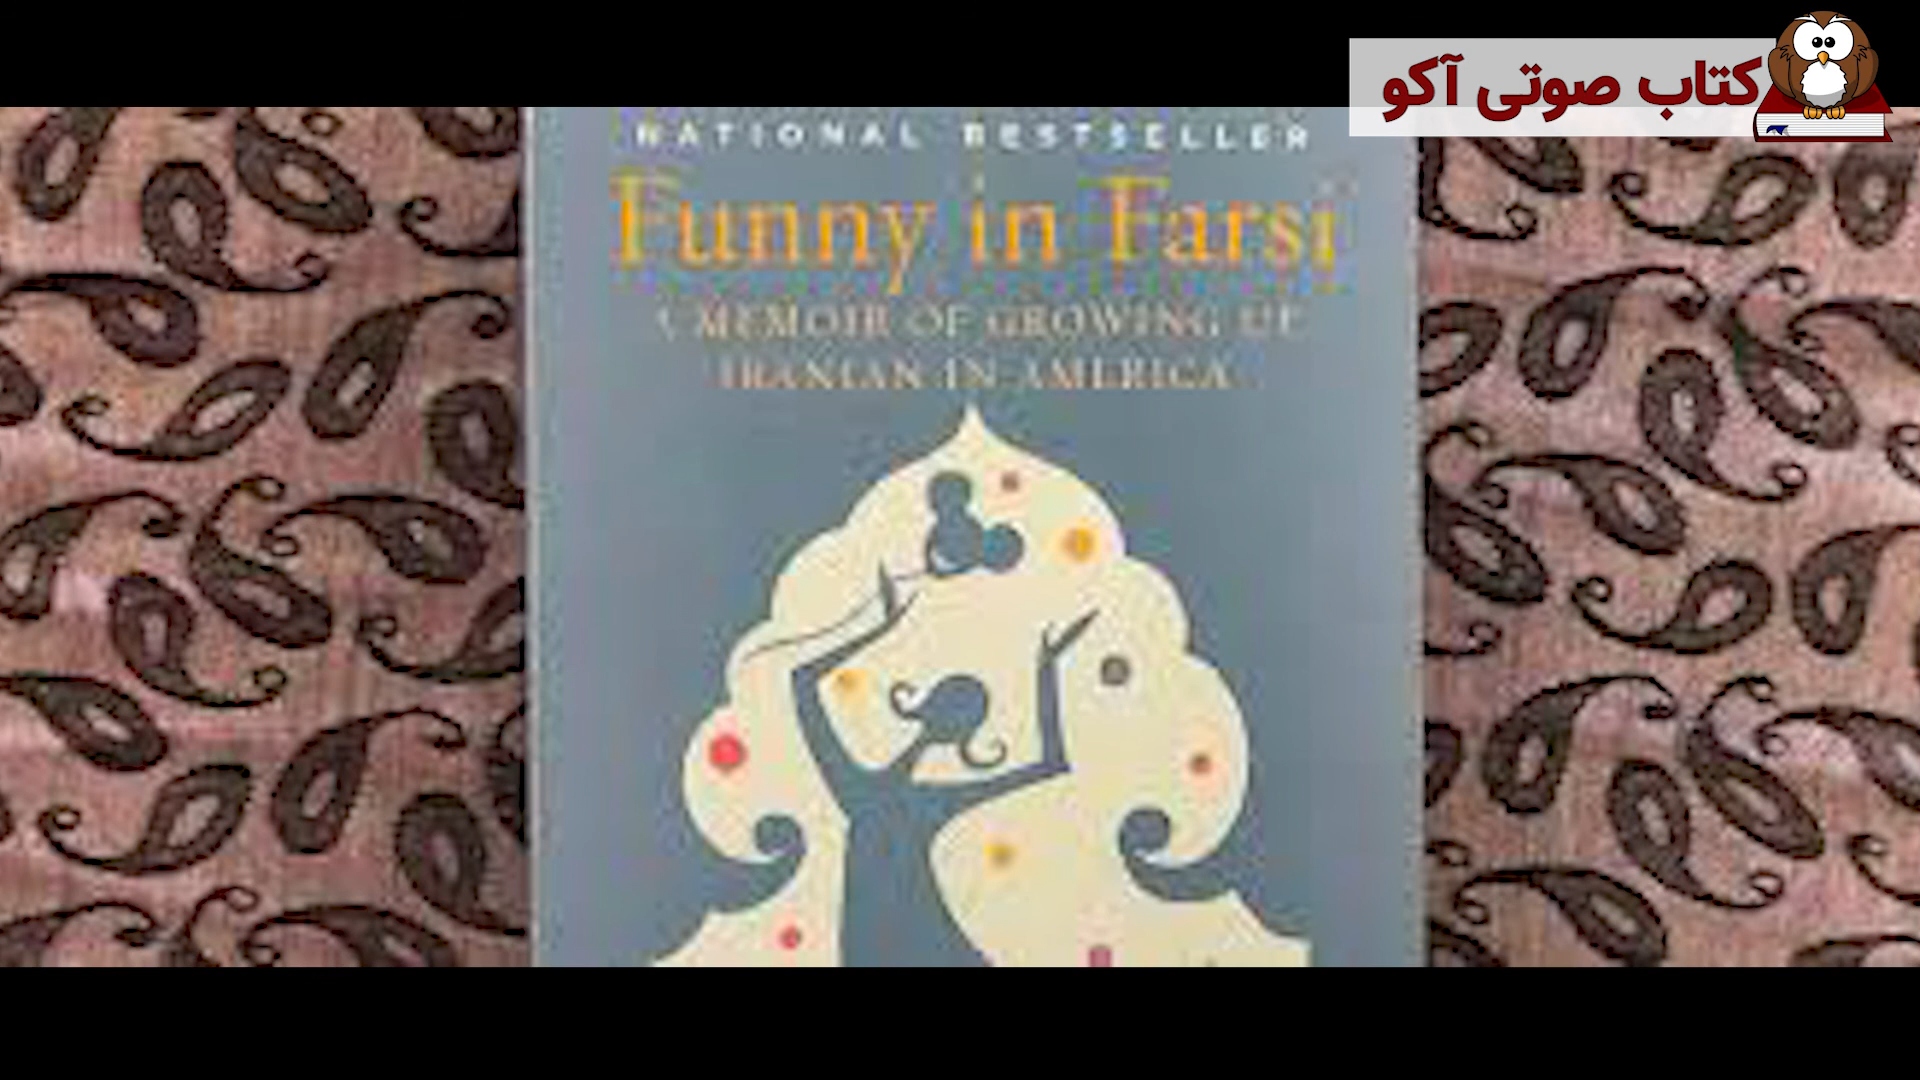 کتاب صوتی آکو
NATIONAL BESTSELLER
Funny in Farsi
A MEMOIR OF GROWING UP
IRANIAN IN AMERICA